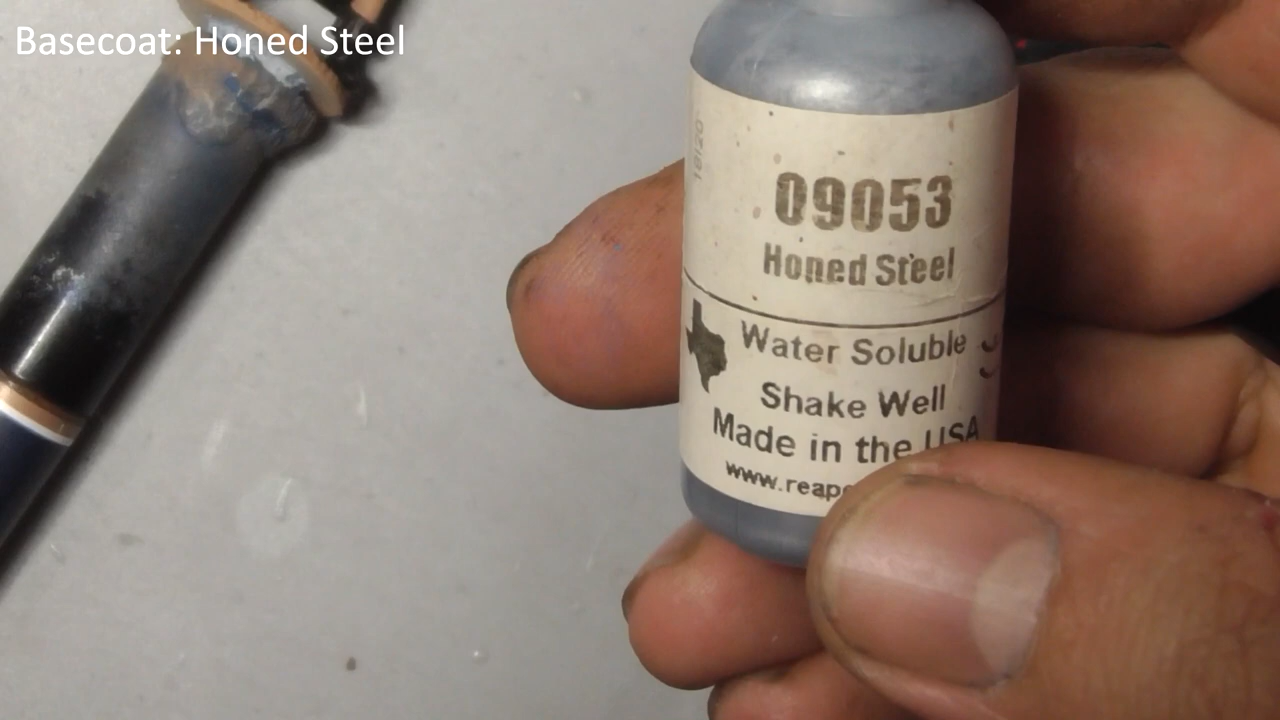 Basecoat: Honed Steel
09053
Honed Steel
Water Soluble
Shake Well
Made in the USA
www.reape